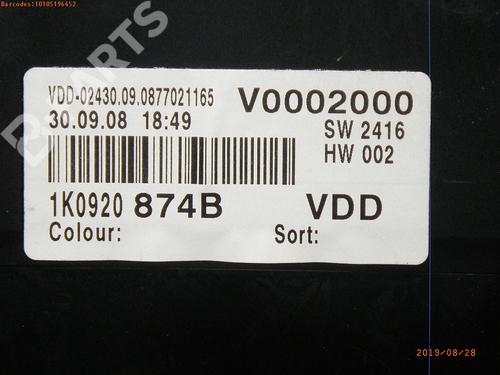 Barcodes:10105196452
B PARTS
VDD-02430.09.0877021165
V0002000
30.09.08 18:49
SW 2416
HW 002
1K0920 874B
VDD
Colour:
Sort:
2019/08/28